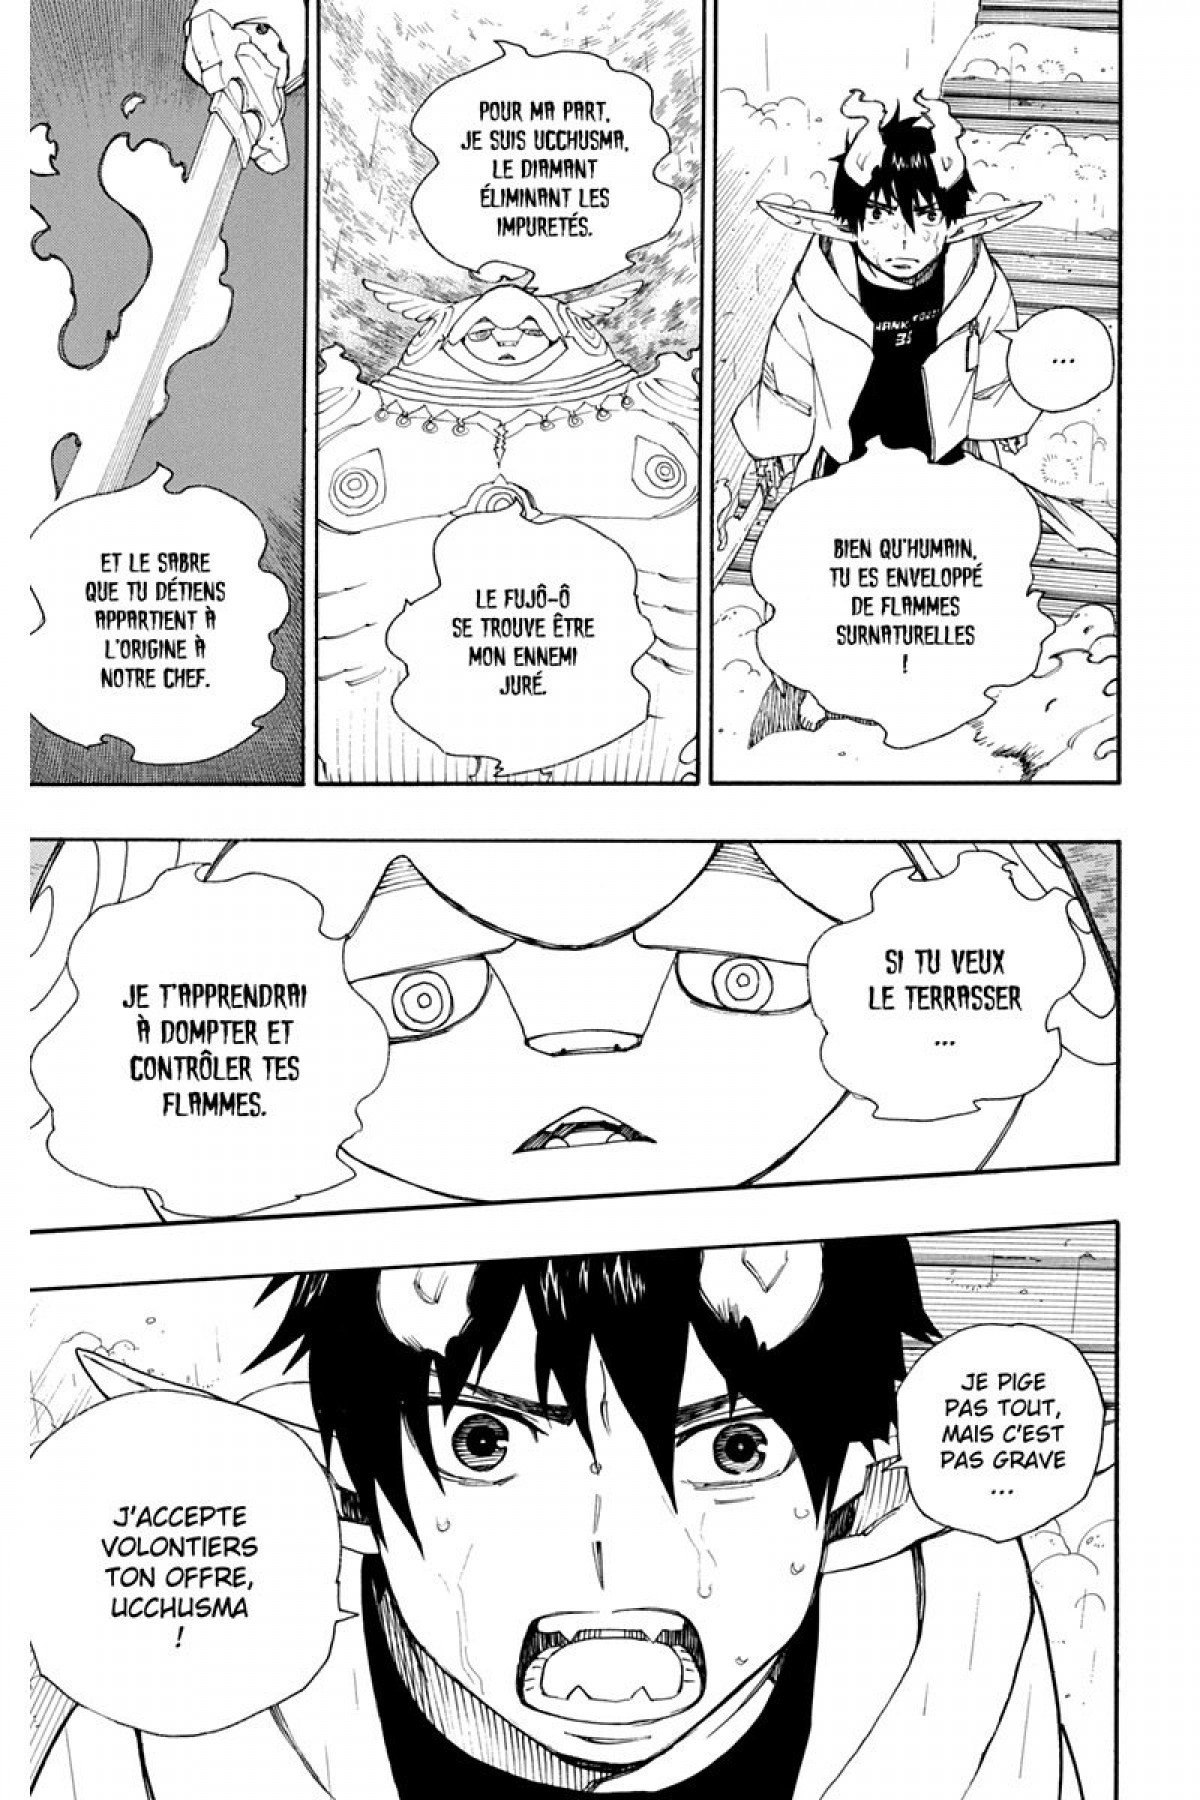 ...
BIEN QU'HUMAIN,
TU ES ENVELOPPÉ
DE FLAMMES
SURNATURELLES
!
POUR MA PART,
JE SUIS UCCHUSMA,
LE DIAMANT
ÉLIMINANT LES
IMPURETÉS.
LE FUJÔ-Ô
SE TROUVE ÊTRE
MON ENNEMI
JURÉ.
ET LE SABRE
QUE TU DÉTIENS
APPARTIENT À
L'ORIGINE À
NOTRE CHEF.
SI TU VEUX
LE TERRASSER
...
JE T'APPRENDRAI
À DOMPTER ET
CONTRÔLER TES
FLAMMES.
JE PIGE
PAS TOUT,
MAIS C'EST
PAS GRAVE
...
J'ACCEPTE
VOLONTIERS
TON OFFRE,
UCCHUSMA
!